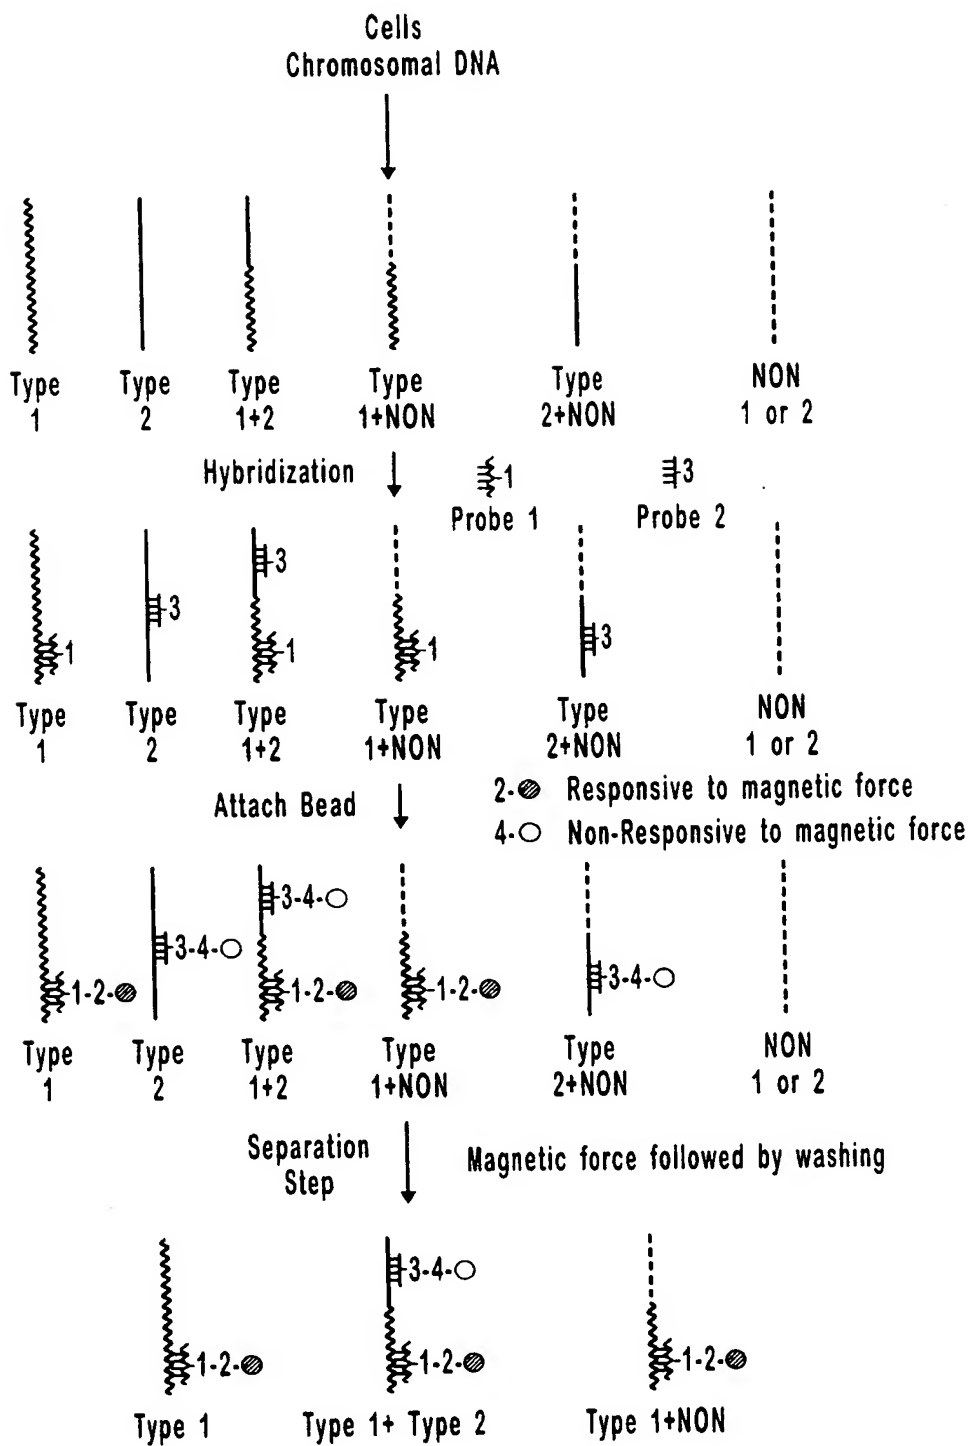 Cells
Chromosomal DNA
Type Type Type Type Type NON
1 2 1+2 1+NON 2+NON 1 or 2
Hybridization
1 3
Probe 1 Probe 2
3
3
3
1 1 1
Type Type Type Type Type NON
1 2 1+2 1+NON 2+NON 1 or 2
2- Responsive to magnetic force
Attach Bead
4- Non-Responsive to magnetic force
3-4-
3-4-
3-4-
1-2- 1-2- 1-2-
Type Type Type Type Type NON
1 2 1+2 1+NON 2+NON 1 or 2
Separation
Step
Magnetic force followed by washing
3-4-
1-2- 1-2- 1-2-
Type 1 Type 1+ Type 2 Type 1+NON